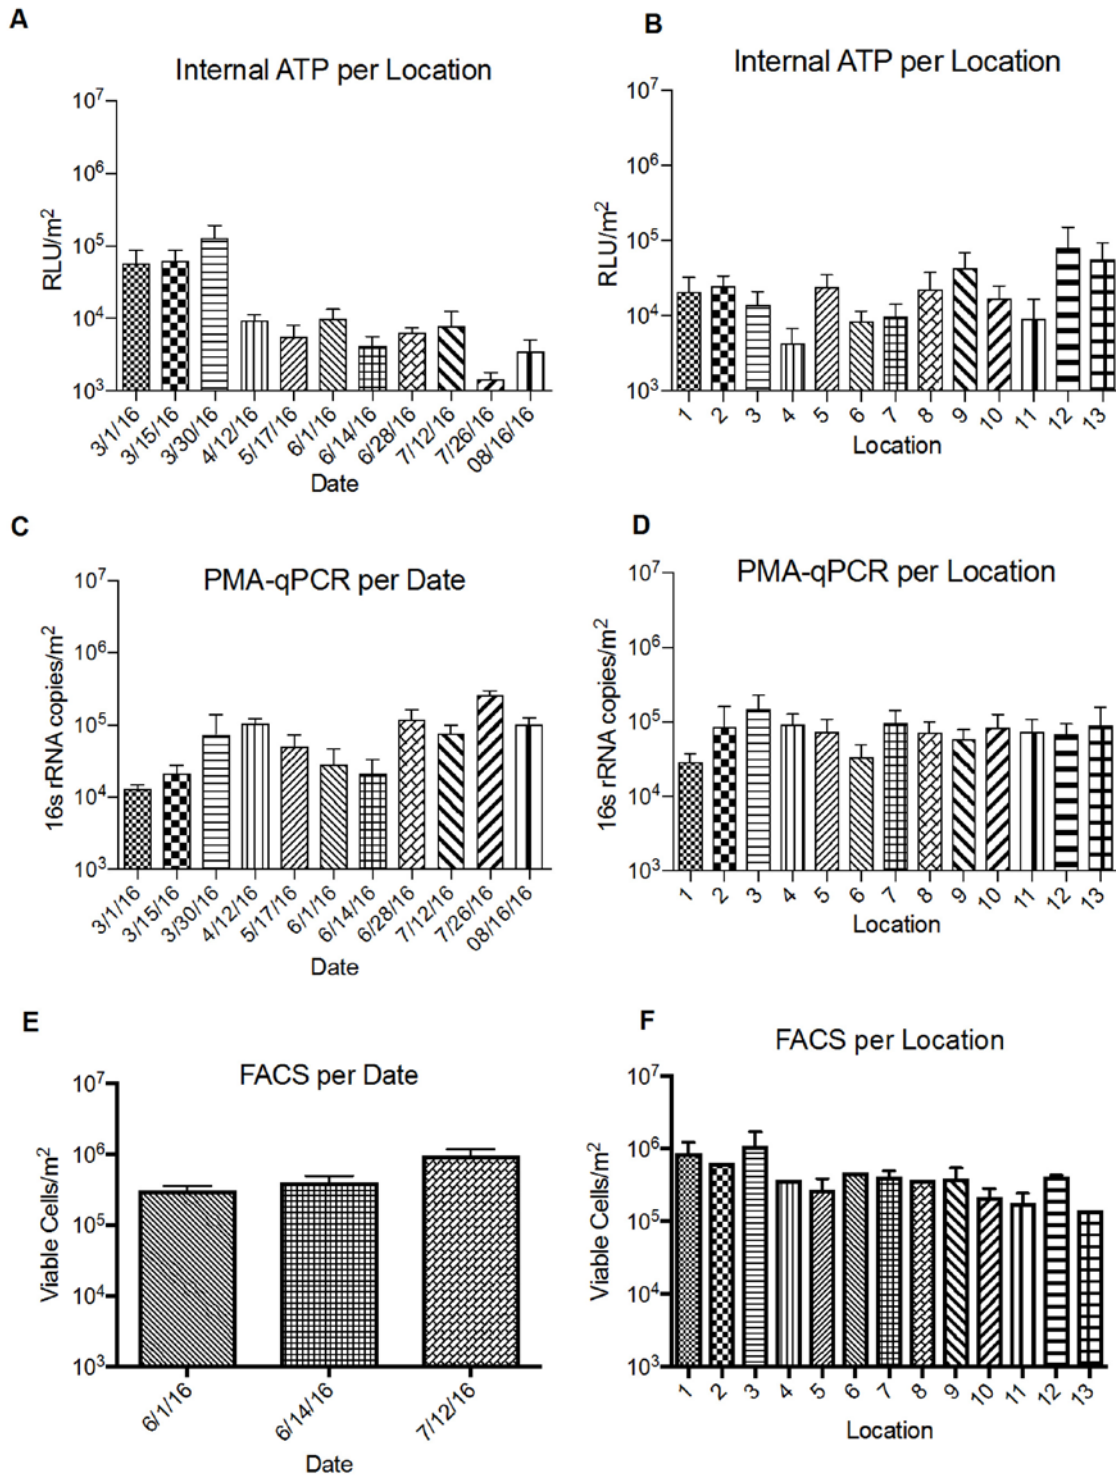 A
Internal ATP per Location
10⁷
10⁶
10⁵
10⁴
10³
RLU/m²
3/1/16
3/15/16
3/30/16
4/12/16
5/17/16
6/1/16
6/14/16
6/28/16
7/12/16
7/26/16
08/16/16
Date
B
Internal ATP per Location
10⁷
10⁶
10⁵
10⁴
10³
RLU/m²
1 2 3 4 5 6 7 8 9 10 11 12 13
Location
C
PMA-qPCR per Date
10⁷
10⁶
10⁵
10⁴
10³
16s rRNA copies/m²
3/1/16
3/15/16
3/30/16
4/12/16
5/17/16
6/1/16
6/14/16
6/28/16
7/12/16
7/26/16
08/16/16
Date
D
PMA-qPCR per Location
10⁷
10⁶
10⁵
10⁴
10³
16s rRNA copies/m²
1 2 3 4 5 6 7 8 9 10 11 12 13
Location
E
FACS per Date
10⁷
10⁶
10⁵
10⁴
10³
Viable Cells/m²
6/1/16
6/14/16
7/12/16
Date
F
FACS per Location
10⁷
10⁶
10⁵
10⁴
10³
Viable Cells/m²
1 2 3 4 5 6 7 8 9 10 11 12 13
Location